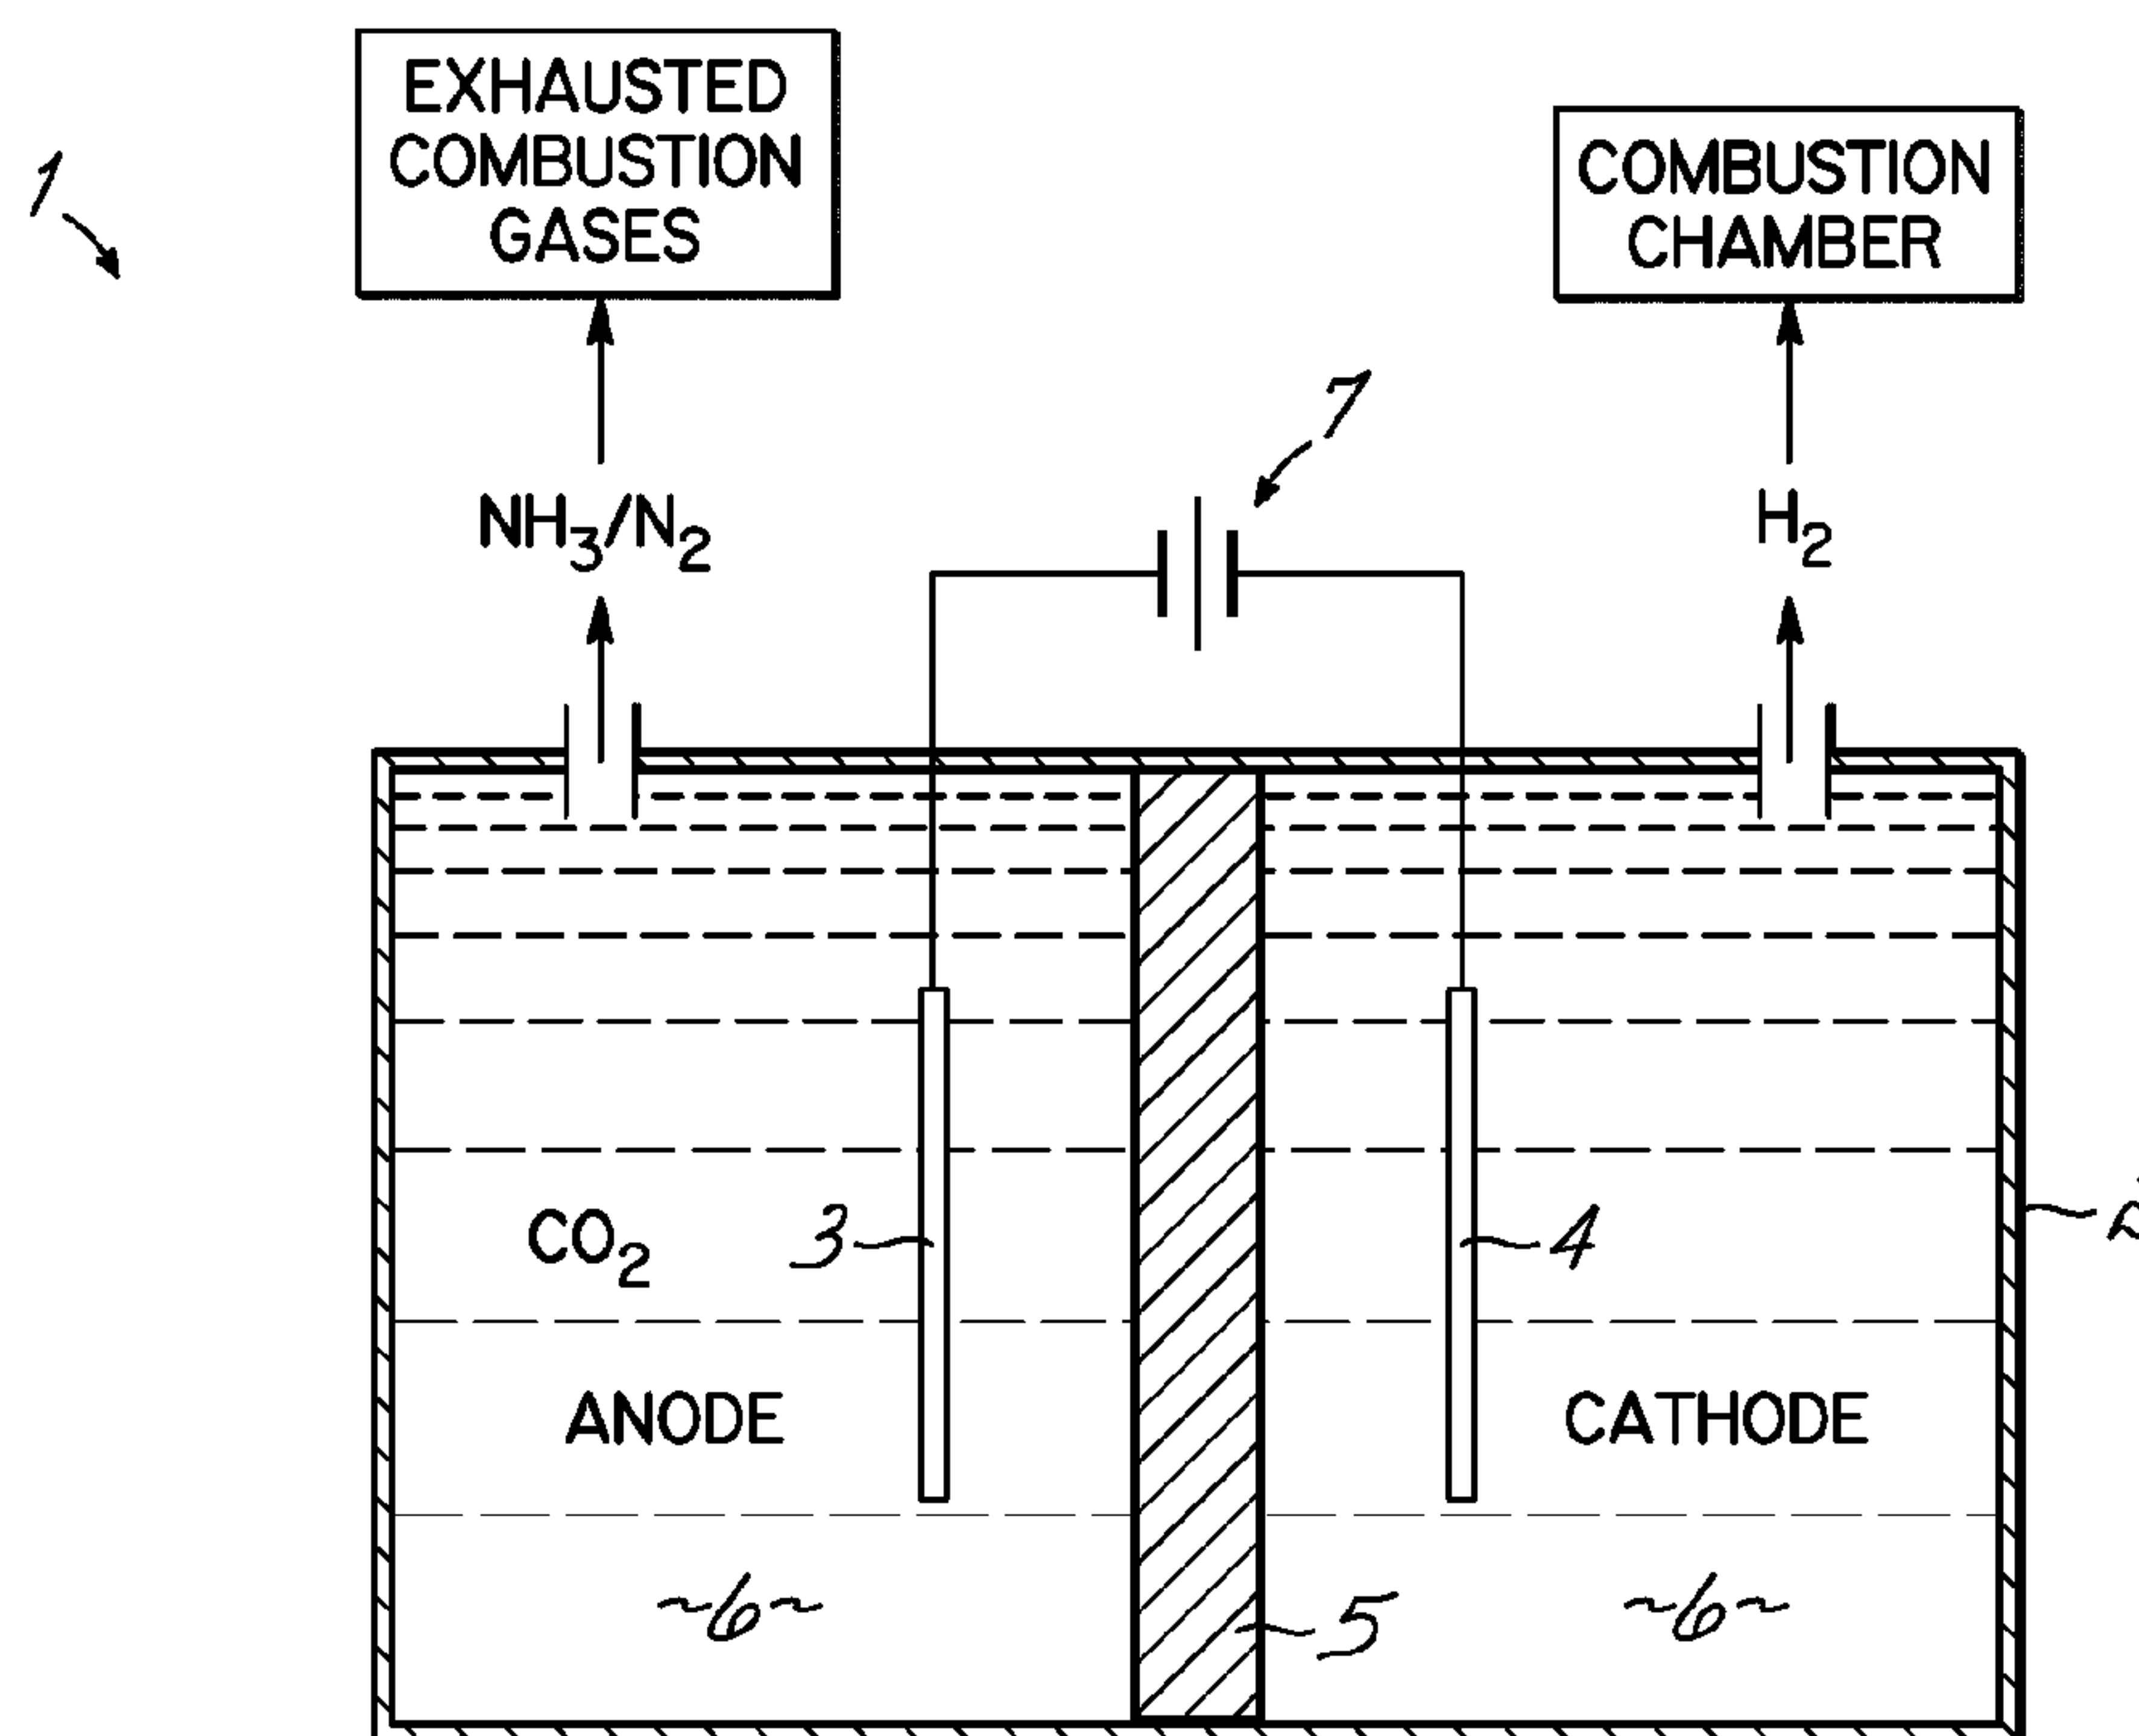 EXHAUSTED
COMBUSTION
GASES
COMBUSTION
CHAMBER
1
7
NH3/N2
H2
CO2
3
4
ANODE
CATHODE
~6~
5
~6~